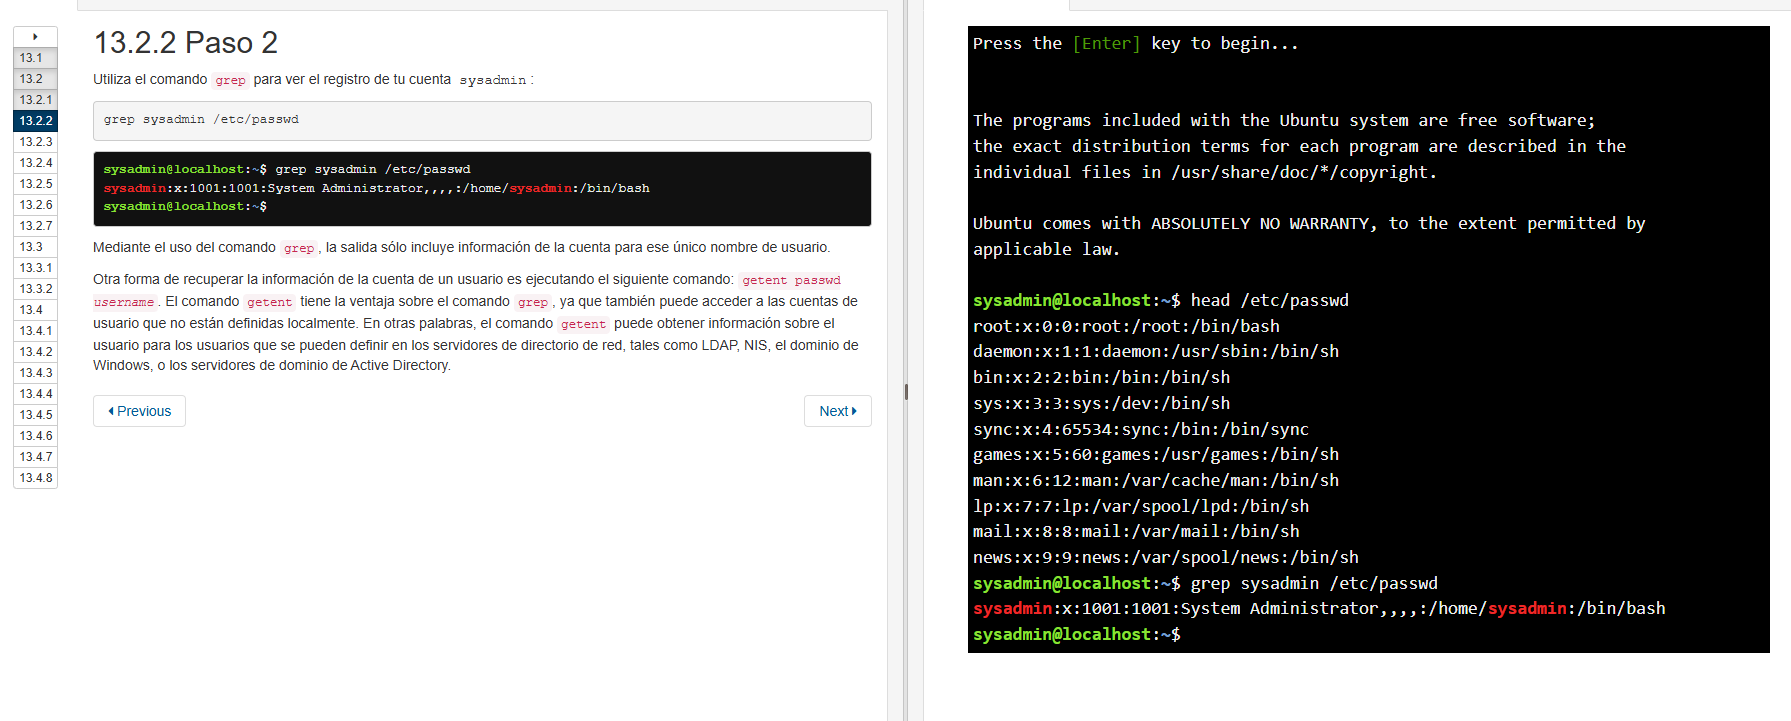 13.1
13.2
13.2.1
13.2.2
13.2.3
13.2.4
13.2.5
13.2.6
13.2.7
13.3
13.3.1
13.3.2
13.4
13.4.1
13.4.2
13.4.3
13.4.4
13.4.5
13.4.6
13.4.7
13.4.8
13.2.2 Paso 2
Utiliza el comando grep para ver el registro de tu cuenta sysadmin:
grep sysadmin /etc/passwd
sysadmin@localhost:~$ grep sysadmin /etc/passwd
sysadmin:x:1001:1001:System Administrator,,,,:/home/sysadmin:/bin/bash
sysadmin@localhost:~$
Mediante el uso del comando grep, la salida sólo incluye información de la cuenta para ese único nombre de usuario.
Otra forma de recuperar la información de la cuenta de un usuario es ejecutando el siguiente comando: getent passwd
username. El comando getent tiene la ventaja sobre el comando grep, ya que también puede acceder a las cuentas de
usuario que no están definidas localmente. En otras palabras, el comando getent puede obtener información sobre el
usuario para los usuarios que se pueden definir en los servidores de directorio de red, tales como LDAP, NIS, el dominio de
Windows, o los servidores de dominio de Active Directory.
Previous
Next
Press the [Enter] key to begin...
The programs included with the Ubuntu system are free software;
the exact distribution terms for each program are described in the
individual files in /usr/share/doc/*/copyright.
Ubuntu comes with ABSOLUTELY NO WARRANTY, to the extent permitted by
applicable law.
sysadmin@localhost:~$ head /etc/passwd
root:x:0:0:root:/root:/bin/bash
daemon:x:1:1:daemon:/usr/sbin:/bin/sh
bin:x:2:2:bin:/bin:/bin/sh
sys:x:3:3:sys:/dev:/bin/sh
sync:x:4:65534:sync:/bin:/bin/sync
games:x:5:60:games:/usr/games:/bin/sh
man:x:6:12:man:/var/cache/man:/bin/sh
lp:x:7:7:lp:/var/spool/lpd:/bin/sh
mail:x:8:8:mail:/var/mail:/bin/sh
news:x:9:9:news:/var/spool/news:/bin/sh
sysadmin@localhost:~$ grep sysadmin /etc/passwd
sysadmin:x:1001:1001:System Administrator,,,,:/home/sysadmin:/bin/bash
sysadmin@localhost:~$